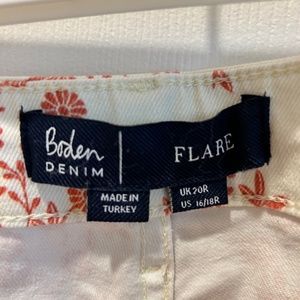 Boden
DENIM
FLARE
MADE IN
TURKEY
UK 20R
US 16/18R